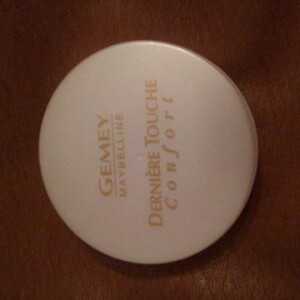 GEMEY
MAYBELLINE
DERNIÈRE TOUCHE
Confort